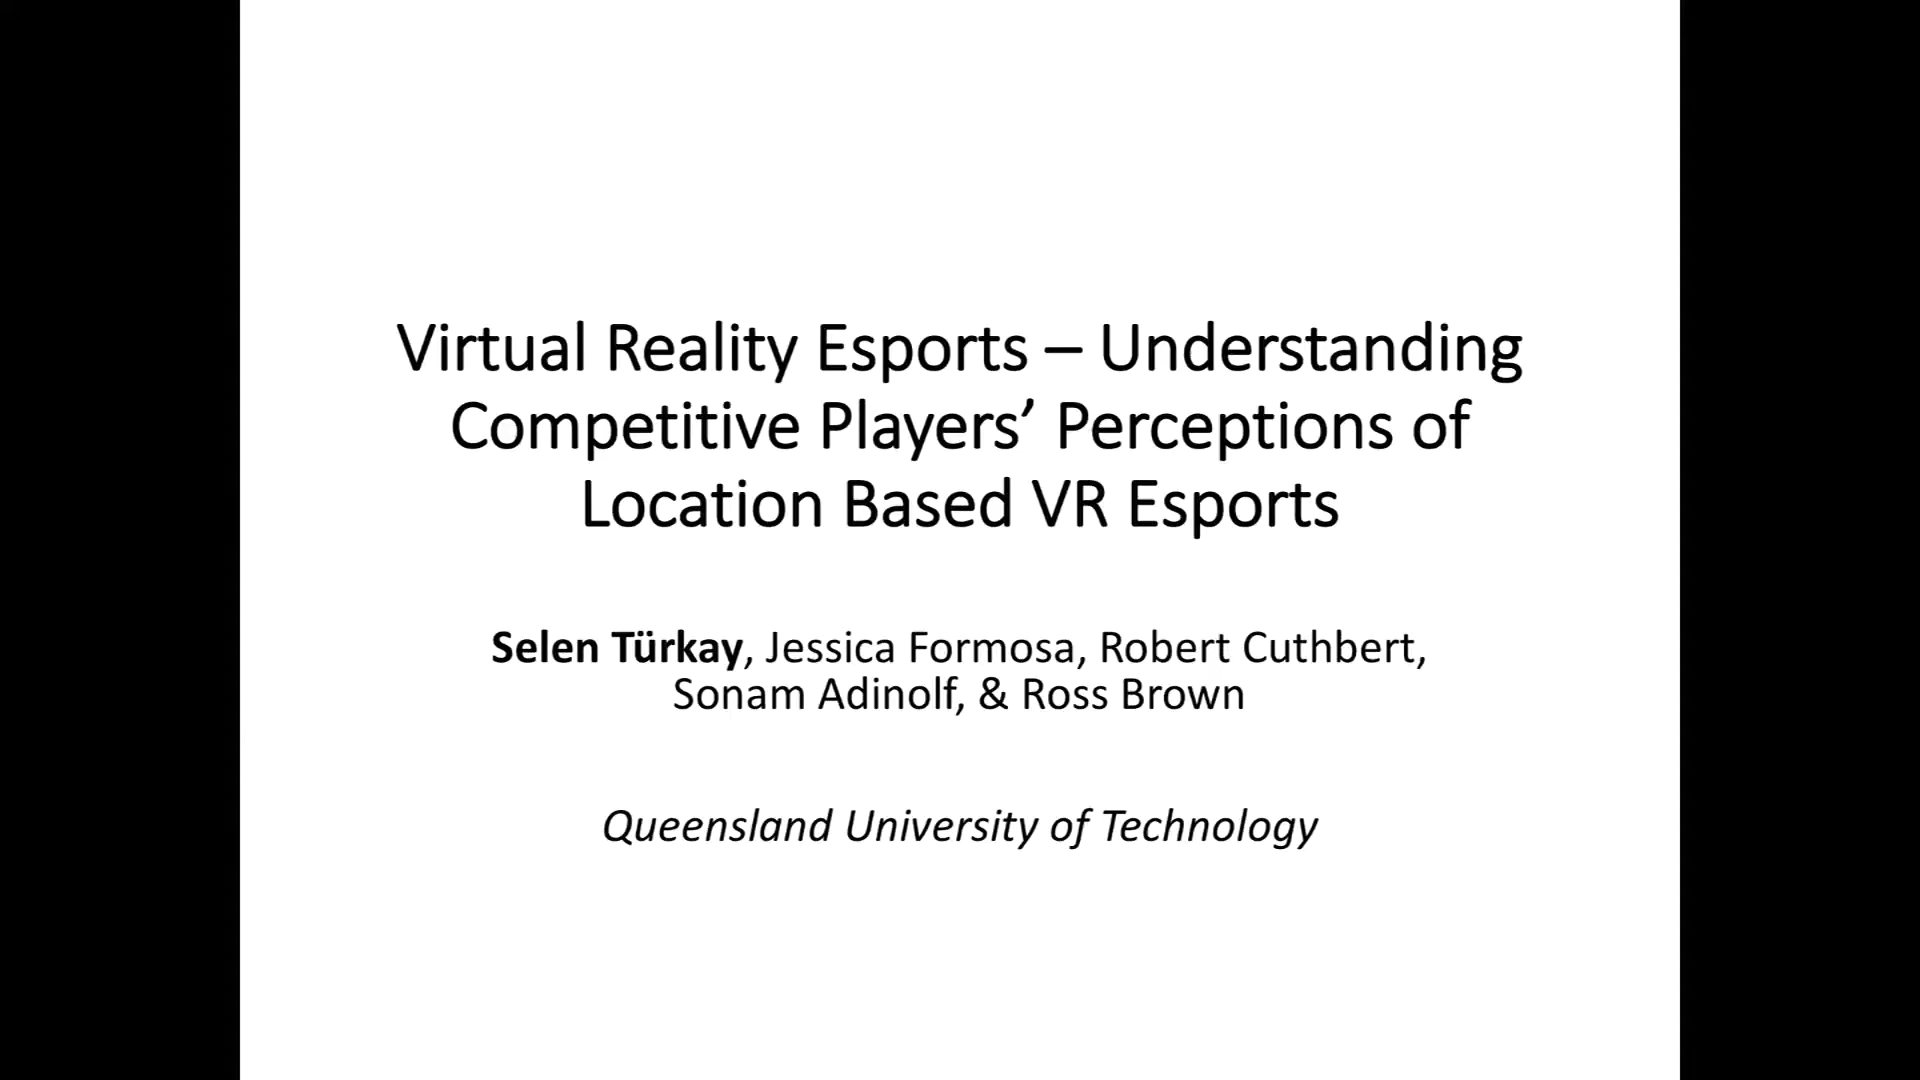 Virtual Reality Esports – Understanding
Competitive Players’ Perceptions of
Location Based VR Esports
Selen Türkay, Jessica Formosa, Robert Cuthbert,
Sonam Adinolf, & Ross Brown
Queensland University of Technology